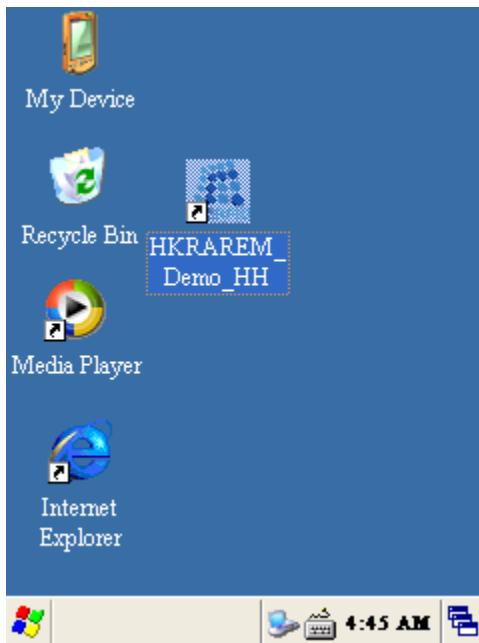 My Device
Recycle Bin
HKRAREM_
Demo_HH
Media Player
Internet
Explorer
4:45 AM